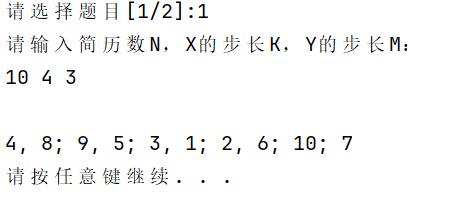 请选择题目[1/2]:1
请输入简历数N，X的步长K，Y的步长M：
10 4 3
4, 8; 9, 5; 3, 1; 2, 6; 10; 7
请按任意键继续. . .